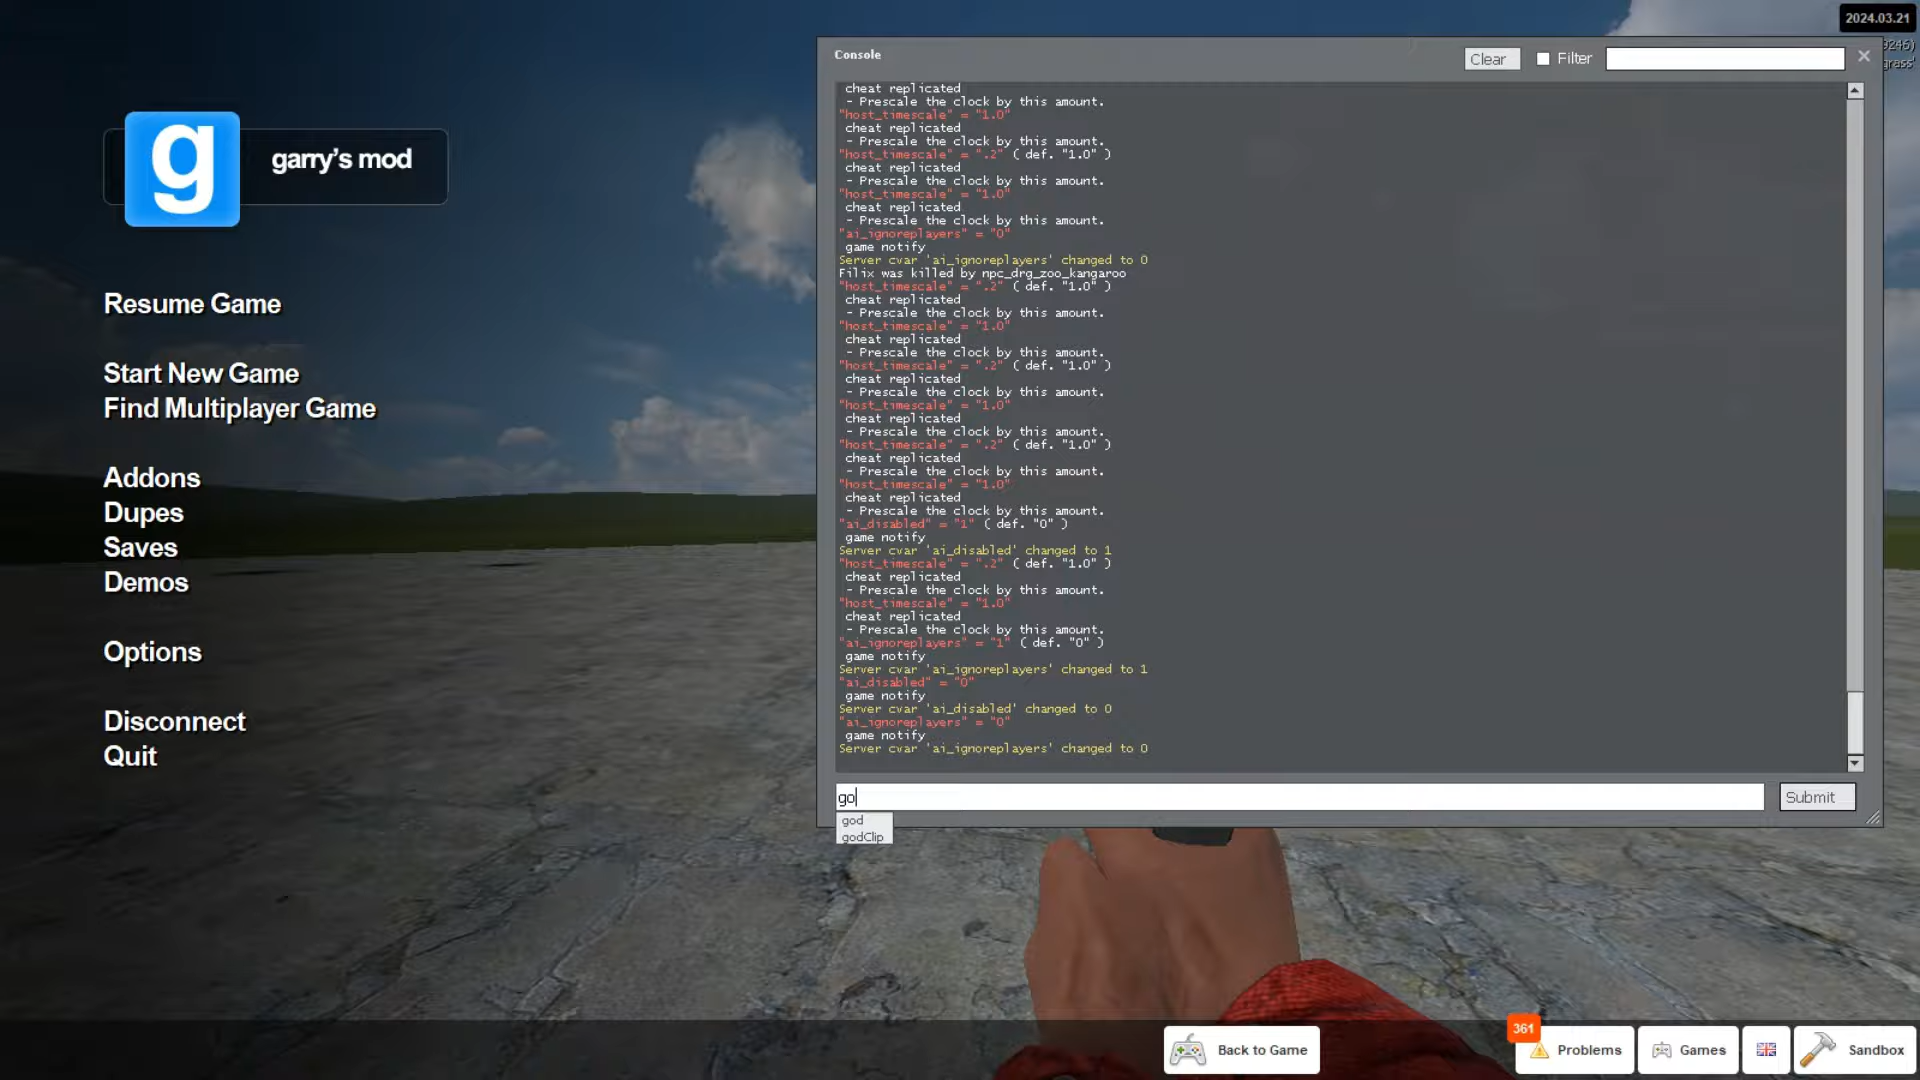 2024.03.21
Console
Clear
Filter
3246)
grass'
g
garry's mod
Resume Game
Start New Game
Find Multiplayer Game
Addons
Dupes
Saves
Demos
Options
Disconnect
Quit
cheat replicated
- Prescale the clock by this amount.
"host_timescale" = "1.0"
cheat replicated
- Prescale the clock by this amount.
"host_timescale" = ".2" ( def. "1.0" )
cheat replicated
- Prescale the clock by this amount.
"host_timescale" = "1.0"
cheat replicated
- Prescale the clock by this amount.
"ai_ignoreplayers" = "0"
game notify
Server cvar 'ai_ignoreplayers' changed to 0
Filix was killed by npc_drg_zoo_kangaroo
"host_timescale" = ".2" ( def. "1.0" )
cheat replicated
- Prescale the clock by this amount.
"host_timescale" = "1.0"
cheat replicated
- Prescale the clock by this amount.
"host_timescale" = ".2" ( def. "1.0" )
cheat replicated
- Prescale the clock by this amount.
"host_timescale" = "1.0"
cheat replicated
- Prescale the clock by this amount.
"host_timescale" = ".2" ( def. "1.0" )
cheat replicated
- Prescale the clock by this amount.
"host_timescale" = "1.0"
cheat replicated
- Prescale the clock by this amount.
"ai_disabled" = "1" ( def. "0" )
game notify
Server cvar 'ai_disabled' changed to 1
"host_timescale" = ".2" ( def. "1.0" )
cheat replicated
- Prescale the clock by this amount.
"host_timescale" = "1.0"
cheat replicated
- Prescale the clock by this amount.
"ai_ignoreplayers" = "1" ( def. "0" )
game notify
Server cvar 'ai_ignoreplayers' changed to 1
"ai_disabled" = "0"
game notify
Server cvar 'ai_disabled' changed to 0
"ai_ignoreplayers" = "0"
game notify
Server cvar 'ai_ignoreplayers' changed to 0
go
Submit
god
godClip
Back to Game
361
Problems
Games
Sandbox